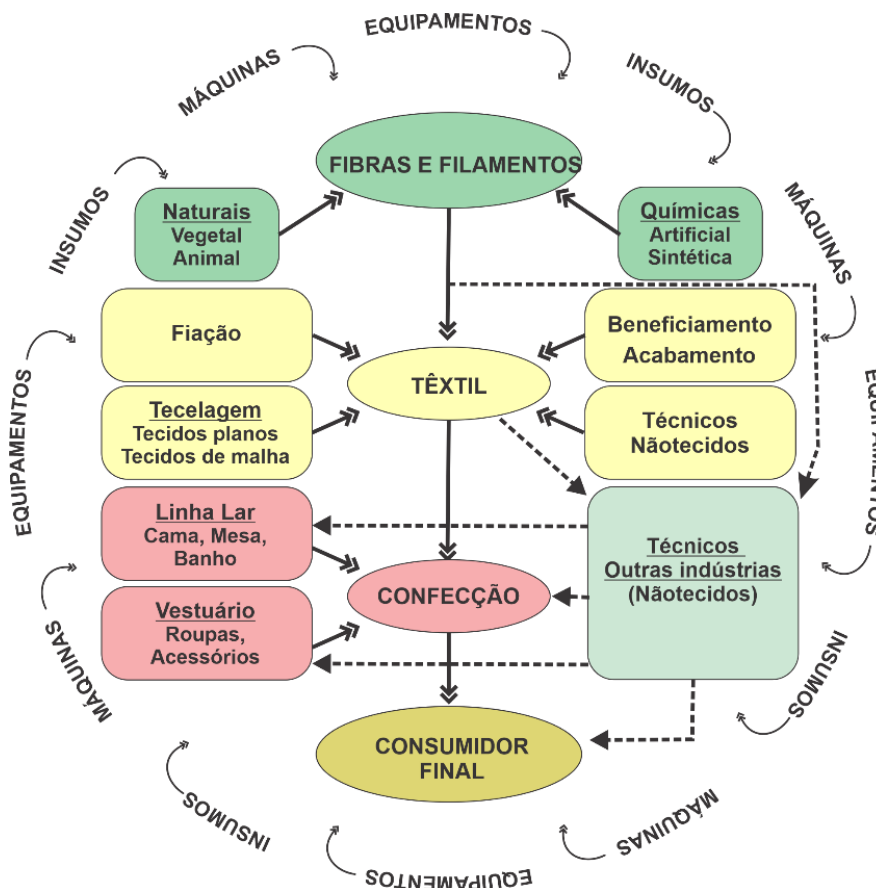 EQUIPAMENTOS
MÁQUINAS
INSUMOS
FIBRAS E FILAMENTOS
INSUMOS
Naturais
Vegetal
Animal
Químicas
Artificial
Sintética
MÁQUINAS
Fiação
Beneficiamento
Acabamento
TÊXTIL
EQUIPAMENTOS
Tecelagem
Tecidos planos
Tecidos de malha
Técnicos
Nãotecidos
EQUIPAMENTOS
Linha Lar
Cama, Mesa,
Banho
Técnicos
Outras indústrias
(Nãotecidos)
CONFECÇÃO
Vestuário
Roupas,
Acessórios
MÁQUINAS
INSUMOS
CONSUMIDOR
FINAL
INSUMOS
MÁQUINAS
EQUIPAMENTOS